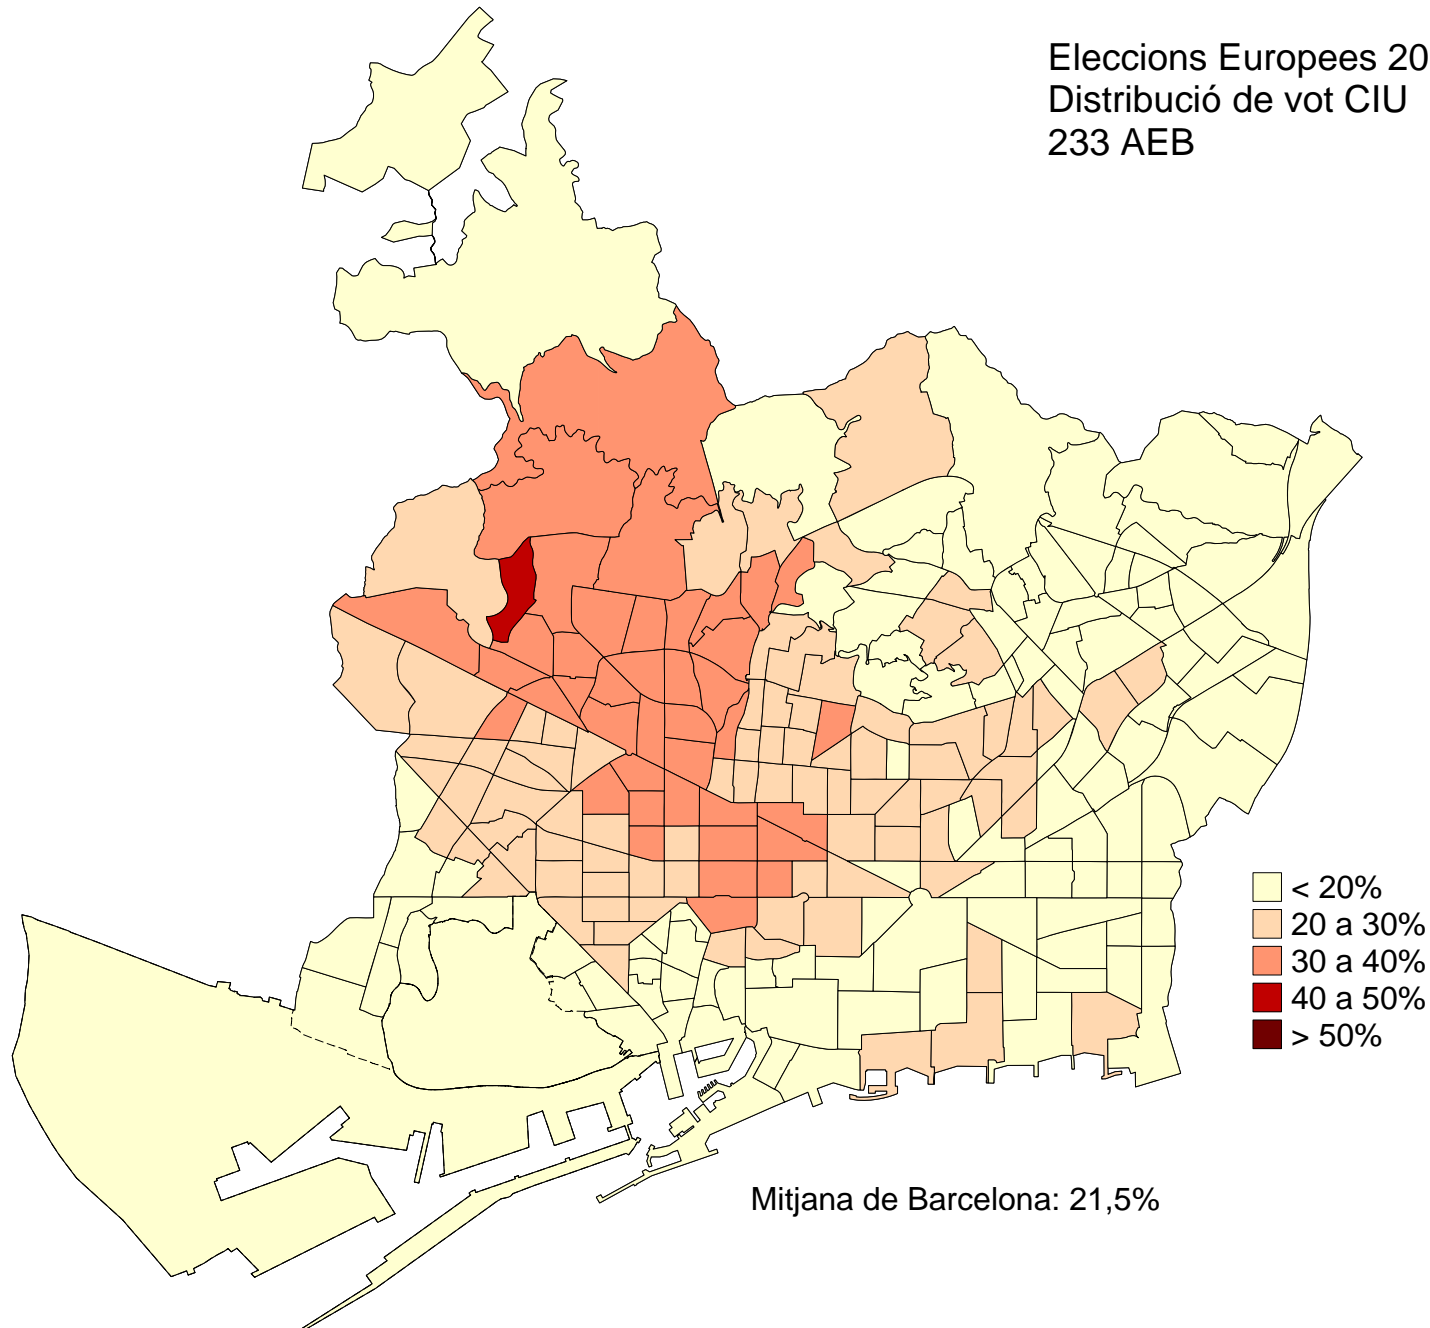 Eleccions Europees 20
Distribució de vot CIU
233 AEB
< 20%
20 a 30%
30 a 40%
40 a 50%
> 50%
Mitjana de Barcelona: 21,5%